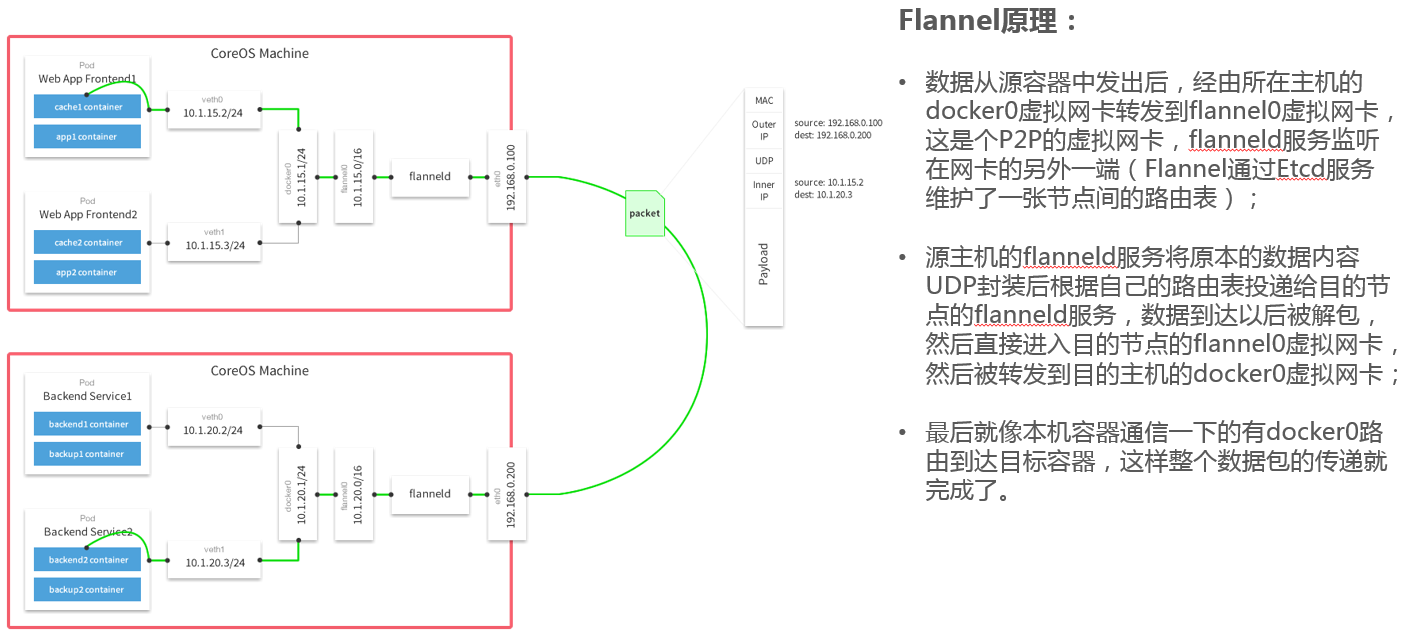 CoreOS Machine
Pod
Web App Frontend1
cache1 container
app1 container
veth0
10.1.15.2/24
Pod
Web App Frontend2
cache2 container
app2 container
veth1
10.1.15.3/24
docker0
10.1.15.1/24
flannel0
10.1.15.0/16
flanneld
eth0
192.168.0.100
packet
MAC
Outer
IP
source: 192.168.0.100
dest: 192.168.0.200
UDP
Inner
IP
source: 10.1.15.2
dest: 10.1.20.3
Payload
CoreOS Machine
Pod
Backend Service1
backend1 container
backup1 container
veth0
10.1.20.2/24
Pod
Backend Service2
backend2 container
backup2 container
veth1
10.1.20.3/24
docker0
10.1.20.1/24
flannel0
10.1.20.0/16
flanneld
eth0
192.168.0.200
Flannel原理：
• 数据从源容器中发出后，经由所在主机的
docker0虚拟网卡转发到flannel0虚拟网卡，
这是个P2P的虚拟网卡，flanneld服务监听
在网卡的另外一端（Flannel通过Etcd服务
维护了一张节点间的路由表）；
• 源主机的flanneld服务将原本的数据内容
UDP封装后根据自己的路由表投递给目的节
点的flanneld服务，数据到达以后被解包，
然后直接进入目的节点的flannel0虚拟网卡，
然后被转发到目的主机的docker0虚拟网卡；
• 最后就像本机容器通信一下的有docker0路
由到达目标容器，这样整个数据包的传递就
完成了。